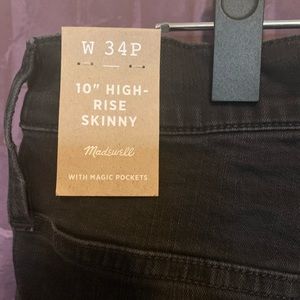 W 34P
10" HIGH-
RISE
SKINNY
Madewell
WITH MAGIC POCKETS